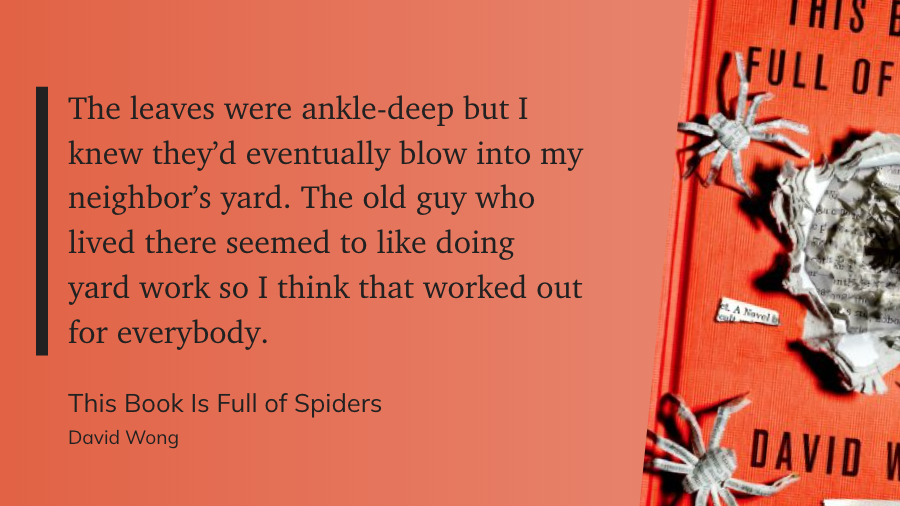 The leaves were ankle-deep but I
knew they’d eventually blow into my
neighbor’s yard. The old guy who
lived there seemed to like doing
yard work so I think that worked out
for everybody.
This Book Is Full of Spiders
David Wong
THIS B
FULL OF
A Novel
DAVID W